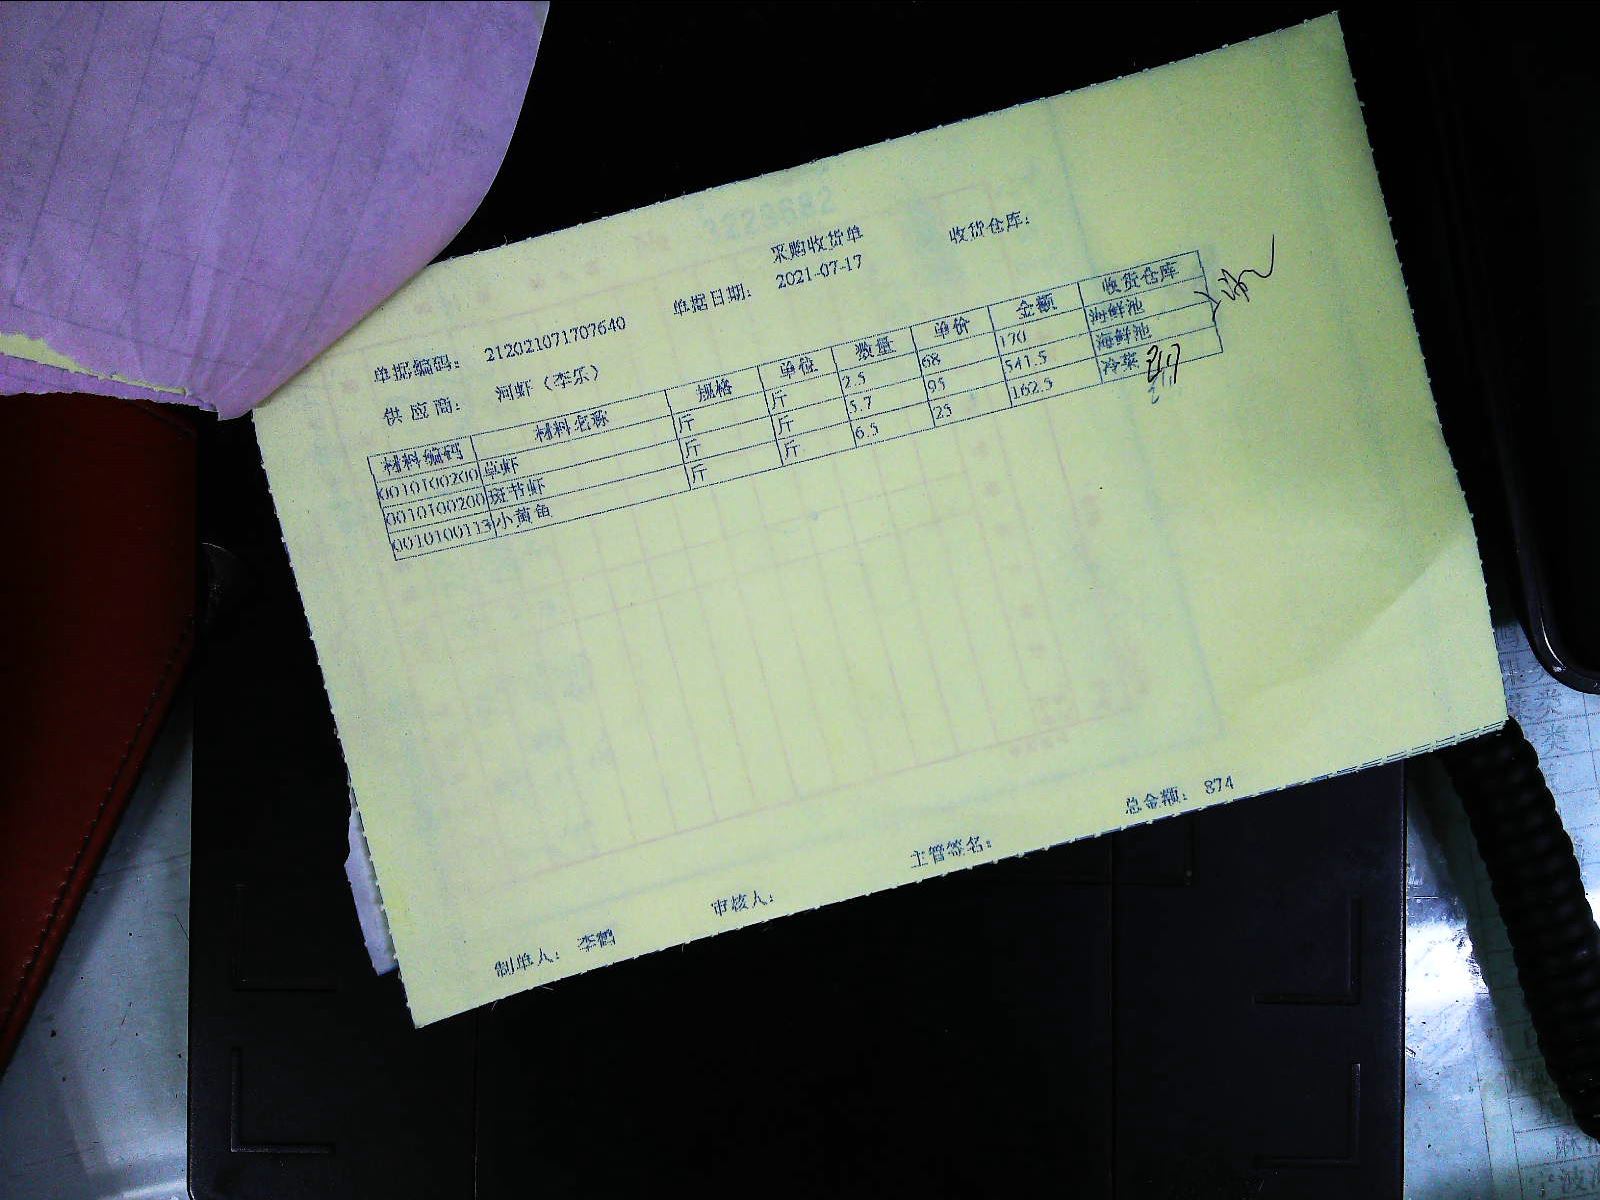 采购收货单
收货仓库：
单据编码： 212021071707640 单据日期： 2021-07-17
供应商： 河虾（李乐）
材料编码 材料名称 规格 单位 数量 单价 金额 收货仓库
0010100200 草虾 斤 斤 2.5 68 170 海鲜池
0010100200 斑节虾 斤 斤 5.7 95 541.5 海鲜池
0010100113 小黄鱼 斤 斤 6.5 25 162.5 冷菜
总金额： 874
制单人： 李鹤 审核人： 主管签名：